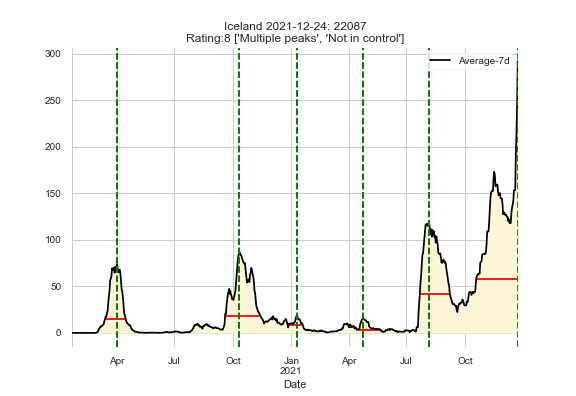 Iceland 2021-12-24: 22087
Rating:8 ['Multiple peaks', 'Not in control']
Average-7d
300
250
200
150
100
50
0
Apr Jul Oct Jan Apr Jul Oct
2021
Date